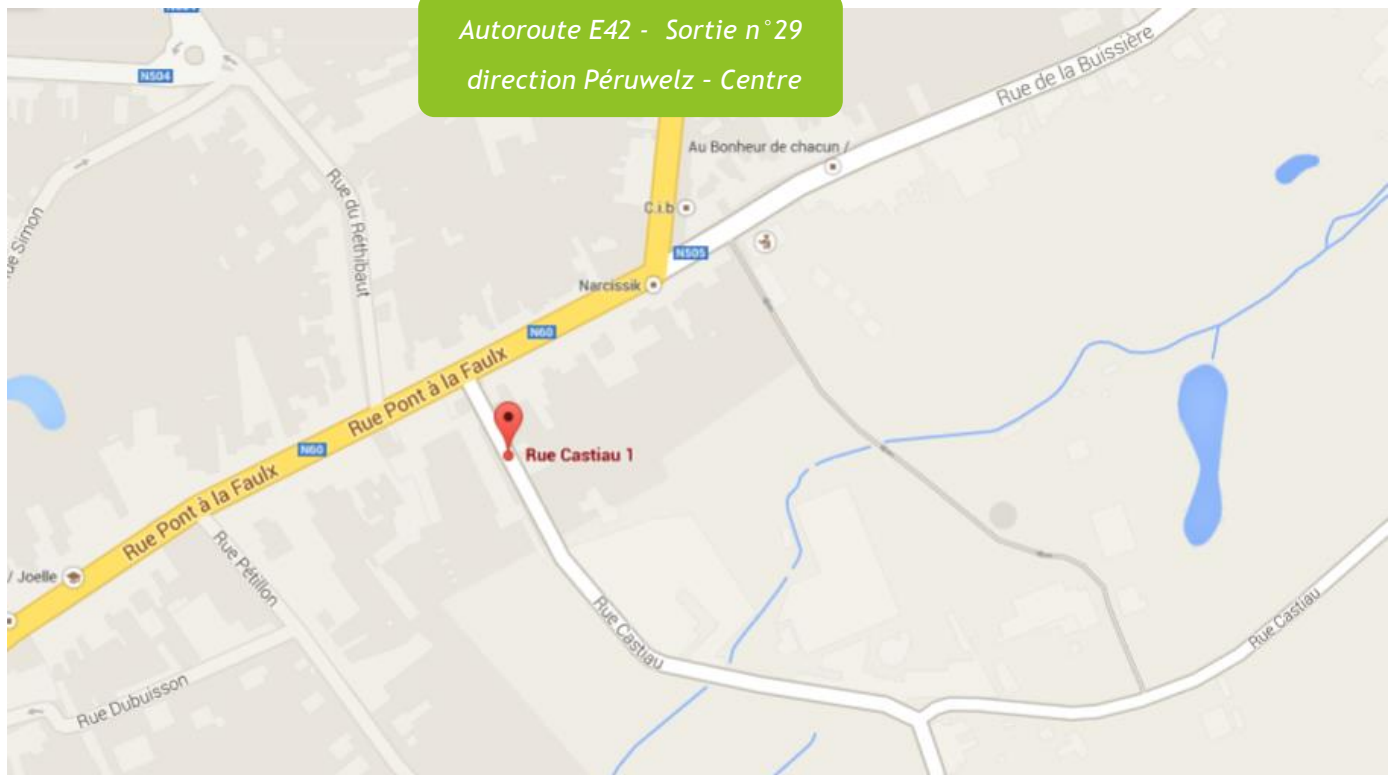 Autoroute E42 - Sortie n°29
direction Péruwelz – Centre
N504
Rue de la Buissière
Au Bonheur de chacun /
Rue du Réthibaut
C.i.b
Simon
N505
Narcissik
N60
Rue Pont à la Faulx
Rue Castiau 1
N60
Rue Pont à la Faulx
/ Joelle
Rue Pétillon
Rue Castiau
Rue Castiau
Rue Dubuisson